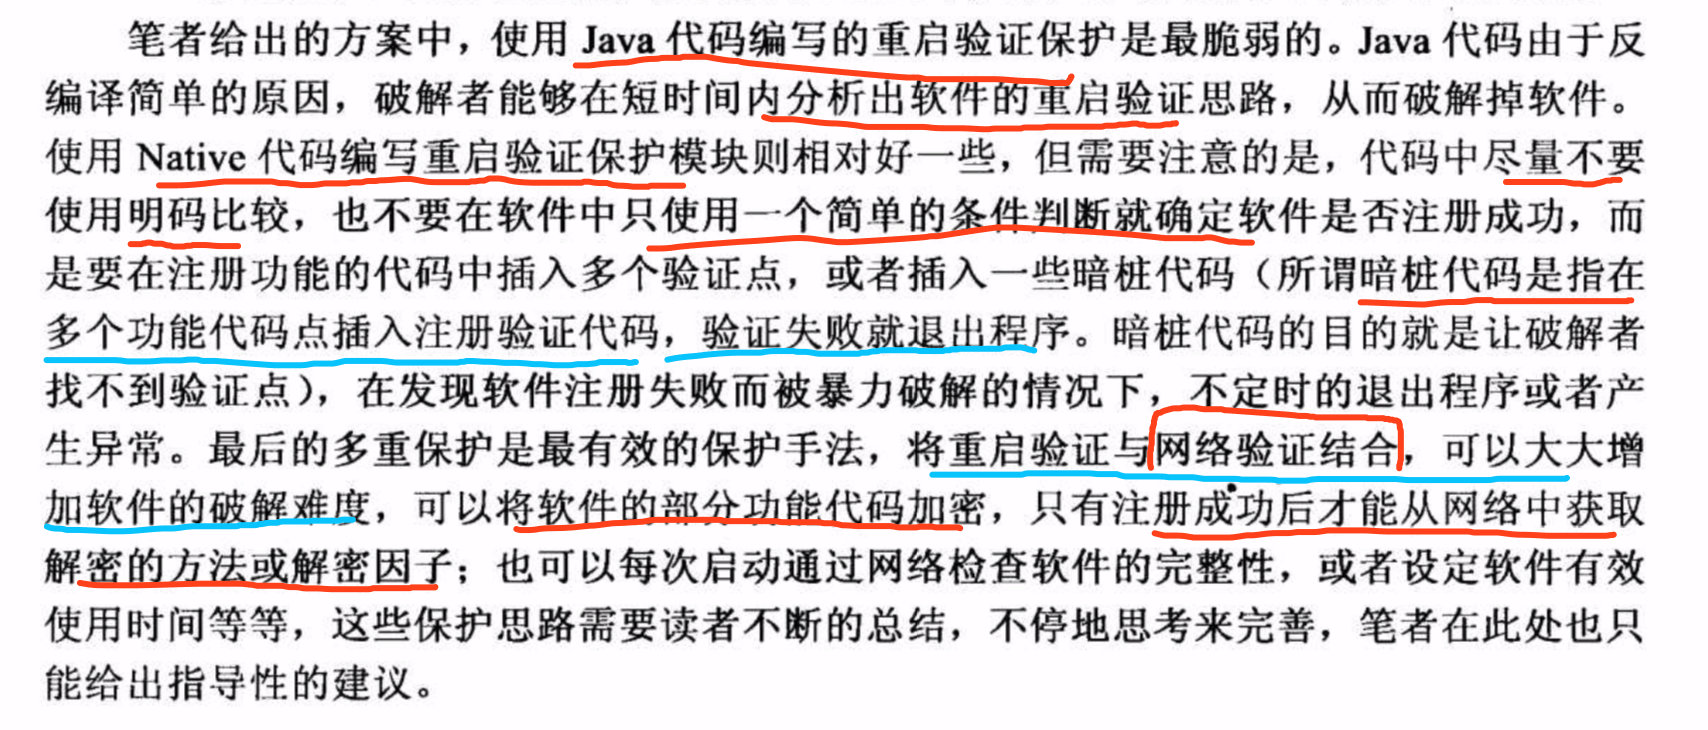 笔者给出的方案中，使用 Java 代码编写的重启验证保护是最脆弱的。Java 代码由于反
编译简单的原因，破解者能够在短时间内分析出软件的重启验证思路，从而破解掉软件。
使用 Native 代码编写重启验证保护模块则相对好一些，但需要注意的是，代码中尽量不要
使用明码比较，也不要在软件中只使用一个简单的条件判断就确定软件是否注册成功，而
是要在注册功能的代码中插入多个验证点，或者插入一些暗桩代码（所谓暗桩代码是指在
多个功能代码点插入注册验证代码，验证失败就退出程序。暗桩代码的目的就是让破解者
找不到验证点），在发现软件注册失败而被暴力破解的情况下，不定时的退出程序或者产
生异常。最后的多重保护是最有效的保护手法，将重启验证与网络验证结合，可以大大增
加软件的破解难度，可以将软件的部分功能代码加密，只有注册成功后才能从网络中获取
解密的方法或解密因子；也可以每次启动通过网络检查软件的完整性，或者设定软件有效
使用时间等等，这些保护思路需要读者不断的总结，不停地思考来完善，笔者在此处也只
能给出指导性的建议。